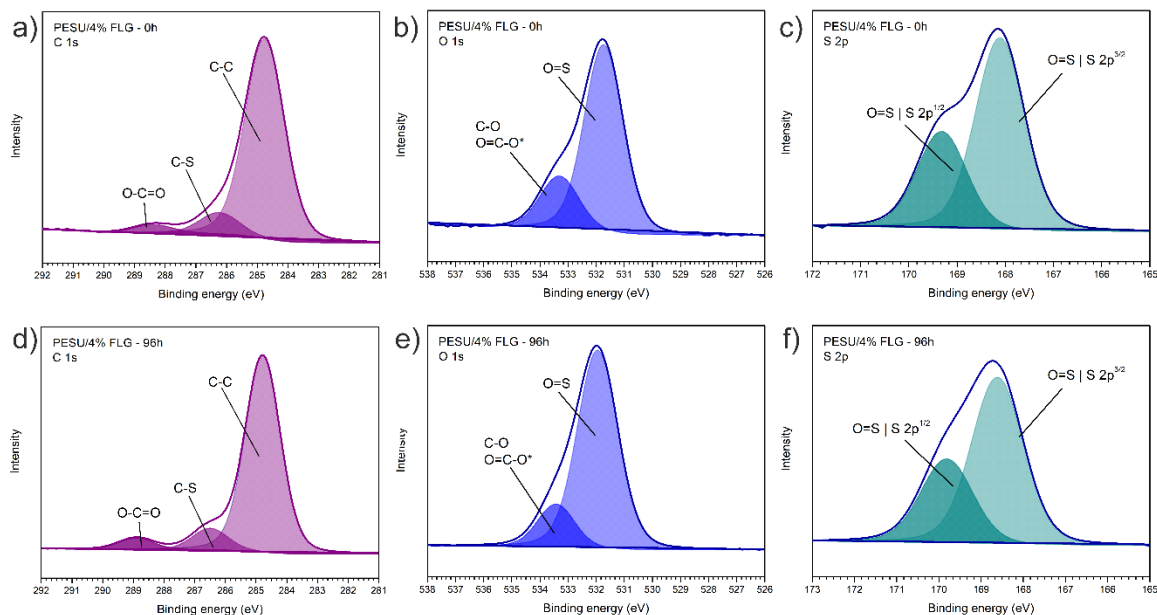 a)
PESU/4% FLG - 0h
C 1s
C-C
C-S
O-C=O
Intensity
292 291 290 289 288 287 286 285 284 283 282 281
Binding energy (eV)
b)
PESU/4% FLG - 0h
O 1s
O=S
C-O
O=C-O*
Intensity
538 537 536 535 534 533 532 531 530 529 528 527 526
Binding energy (eV)
c)
PESU/4% FLG - 0h
S 2p
O=S | S 2p3/2
O=S | S 2p1/2
Intensity
172 171 170 169 168 167 166 165
Binding energy (eV)
d)
PESU/4% FLG - 96h
C 1s
C-C
C-S
O-C=O
Intensity
292 291 290 289 288 287 286 285 284 283 282 281
Binding energy (eV)
e)
PESU/4% FLG - 96h
O 1s
O=S
C-O
O=C-O*
Intensity
538 537 536 535 534 533 532 531 530 529 528 527 526
Binding energy (eV)
f)
PESU/4% FLG - 96h
S 2p
O=S | S 2p3/2
O=S | S 2p1/2
Intensity
173 172 171 170 169 168 167 166 165
Binding energy (eV)